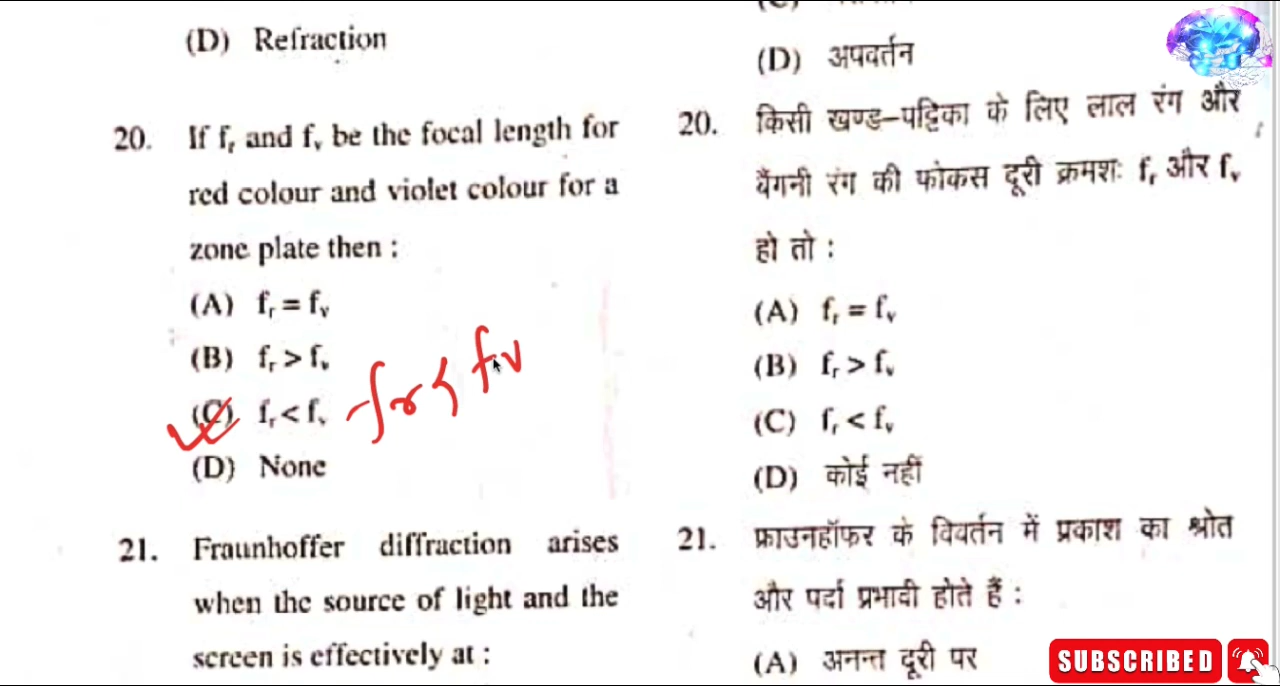 (D) Refraction
20. If fr and fv be the focal length for
red colour and violet colour for a
zone plate then :
(A) fr = fv
(B) fr > fv
(C) fr < fv
fr < fv
(D) None
21. Fraunhoffer diffraction arises
when the source of light and the
screen is effectively at :
(D) अपवर्तन
20. किसी खण्ड-पट्टिका के लिए लाल रंग और
बैंगनी रंग की फोकस दूरी क्रमशः fr और fv
हो तो :
(A) fr = fv
(B) fr > fv
(C) fr < fv
(D) कोई नहीं
21. फ्राउनहॉफर के विवर्तन में प्रकाश का श्रोत
और पर्दा प्रभावी होते हैं :
(A) अनन्त दूरी पर
SUBSCRIBED